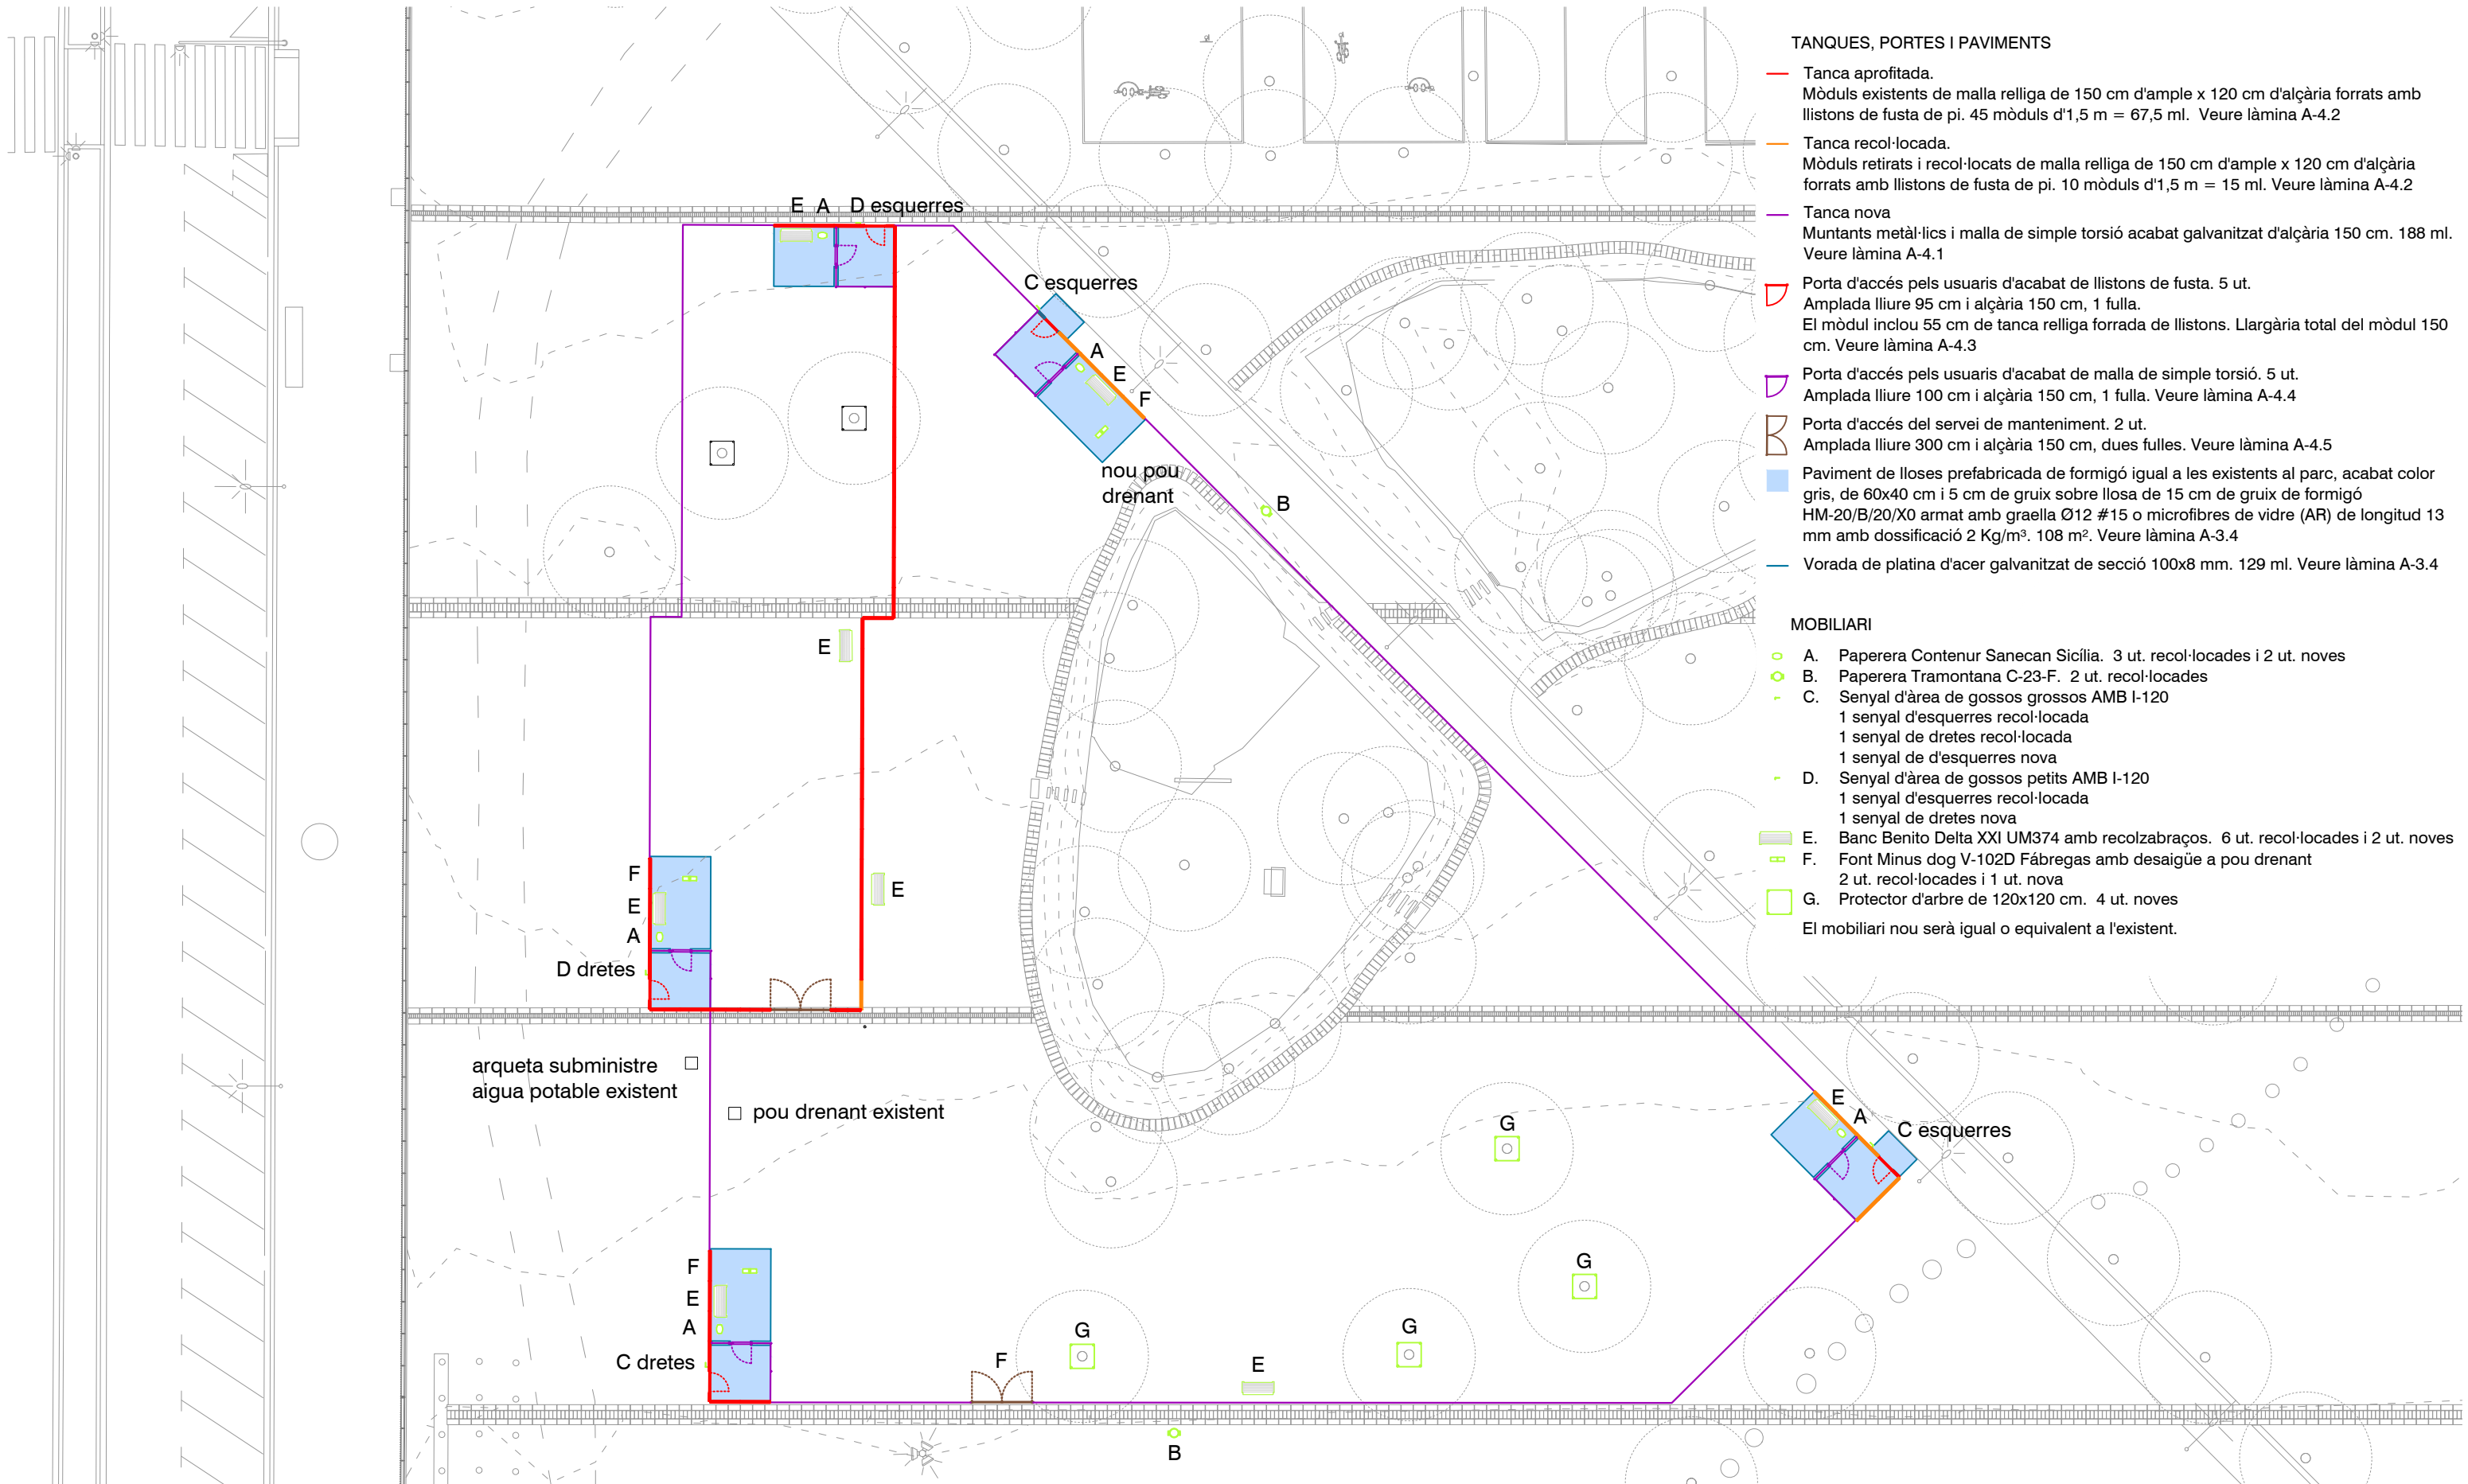 TANQUES, PORTES I PAVIMENTS
Tanca aprofitada.
Mòduls existents de malla relliga de 150 cm d'ample x 120 cm d'alçària forrats amb
llistons de fusta de pi. 45 mòduls d'1,5 m = 67,5 ml. Veure làmina A-4.2
Tanca recol·locada.
Mòduls retirats i recol·locats de malla relliga de 150 cm d'ample x 120 cm d'alçària
forrats amb llistons de fusta de pi. 10 mòduls d'1,5 m = 15 ml. Veure làmina A-4.2
Tanca nova
Muntants metàl·lics i malla de simple torsió acabat galvanitzat d'alçària 150 cm. 188 ml.
Veure làmina A-4.1
Porta d'accés pels usuaris d'acabat de llistons de fusta. 5 ut.
Amplada lliure 95 cm i alçària 150 cm, 1 fulla.
El mòdul inclou 55 cm de tanca relliga forrada de llistons. Llargària total del mòdul 150
cm. Veure làmina A-4.3
Porta d'accés pels usuaris d'acabat de malla de simple torsió. 5 ut.
Amplada lliure 100 cm i alçària 150 cm, 1 fulla. Veure làmina A-4.4
Porta d'accés del servei de manteniment. 2 ut.
Amplada lliure 300 cm i alçària 150 cm, dues fulles. Veure làmina A-4.5
Paviment de lloses prefabricada de formigó igual a les existents al parc, acabat color
gris, de 60x40 cm i 5 cm de gruix sobre llosa de 15 cm de gruix de formigó
HM-20/B/20/X0 armat amb graella Ø12 #15 o microfibres de vidre (AR) de longitud 13
mm amb dossificació 2 Kg/m³. 108 m². Veure làmina A-3.4
Vorada de platina d'acer galvanitzat de secció 100x8 mm. 129 ml. Veure làmina A-3.4
MOBILIARI
A. Paperera Contenur Sanecan Sicília. 3 ut. recol·locades i 2 ut. noves
B. Paperera Tramontana C-23-F. 2 ut. recol·locades
C. Senyal d'àrea de gossos grossos AMB I-120
1 senyal d'esquerres recol·locada
1 senyal de dretes recol·locada
1 senyal de d'esquerres nova
D. Senyal d'àrea de gossos petits AMB I-120
1 senyal d'esquerres recol·locada
1 senyal de dretes nova
E. Banc Benito Delta XXI UM374 amb recolzabraços. 6 ut. recol·locades i 2 ut. noves
F. Font Minus dog V-102D Fábregas amb desaigüe a pou drenant
2 ut. recol·locades i 1 ut. nova
G. Protector d'arbre de 120x120 cm. 4 ut. noves
El mobiliari nou serà igual o equivalent a l'existent.
E A D esquerres
C esquerres
A
E
F
nou pou
drenant
B
E
F
E
A
E
D dretes
arqueta subministre
aigua potable existent
pou drenant existent
E
A
C esquerres
G
G
F
E
A
C dretes
F
G
E
G
B